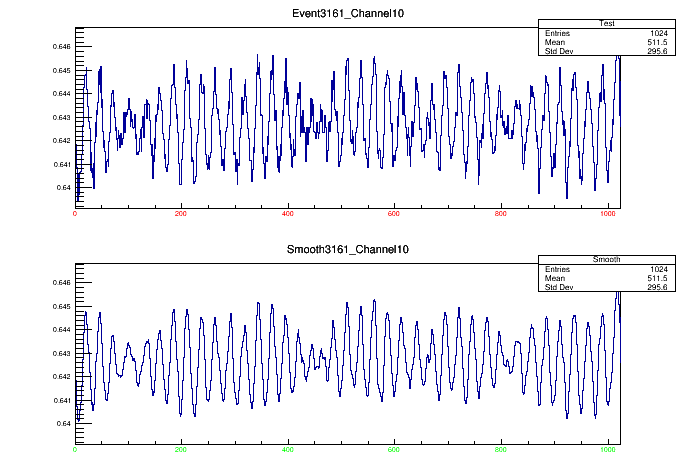 Event3161_Channel10
Test
Entries 1024
Mean 511.5
Std Dev 295.6
0.646
0.645
0.644
0.643
0.642
0.641
0.64
0 200 400 600 800 1000
Smooth3161_Channel10
Smooth
Entries 1024
Mean 511.5
Std Dev 295.6
0.646
0.645
0.644
0.643
0.642
0.641
0.64
0 200 400 600 800 1000